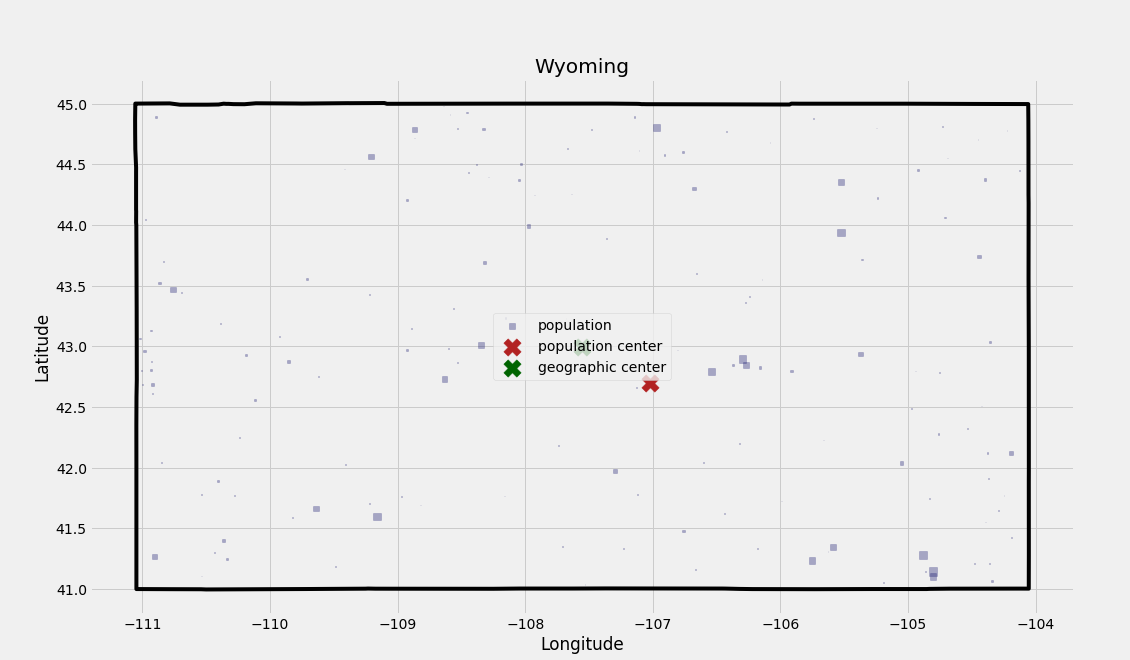 Wyoming
45.0
44.5
44.0
43.5
43.0
42.5
42.0
41.5
41.0
Latitude
population
population center
geographic center
−111
−110
−109
−108
−107
−106
−105
−104
Longitude